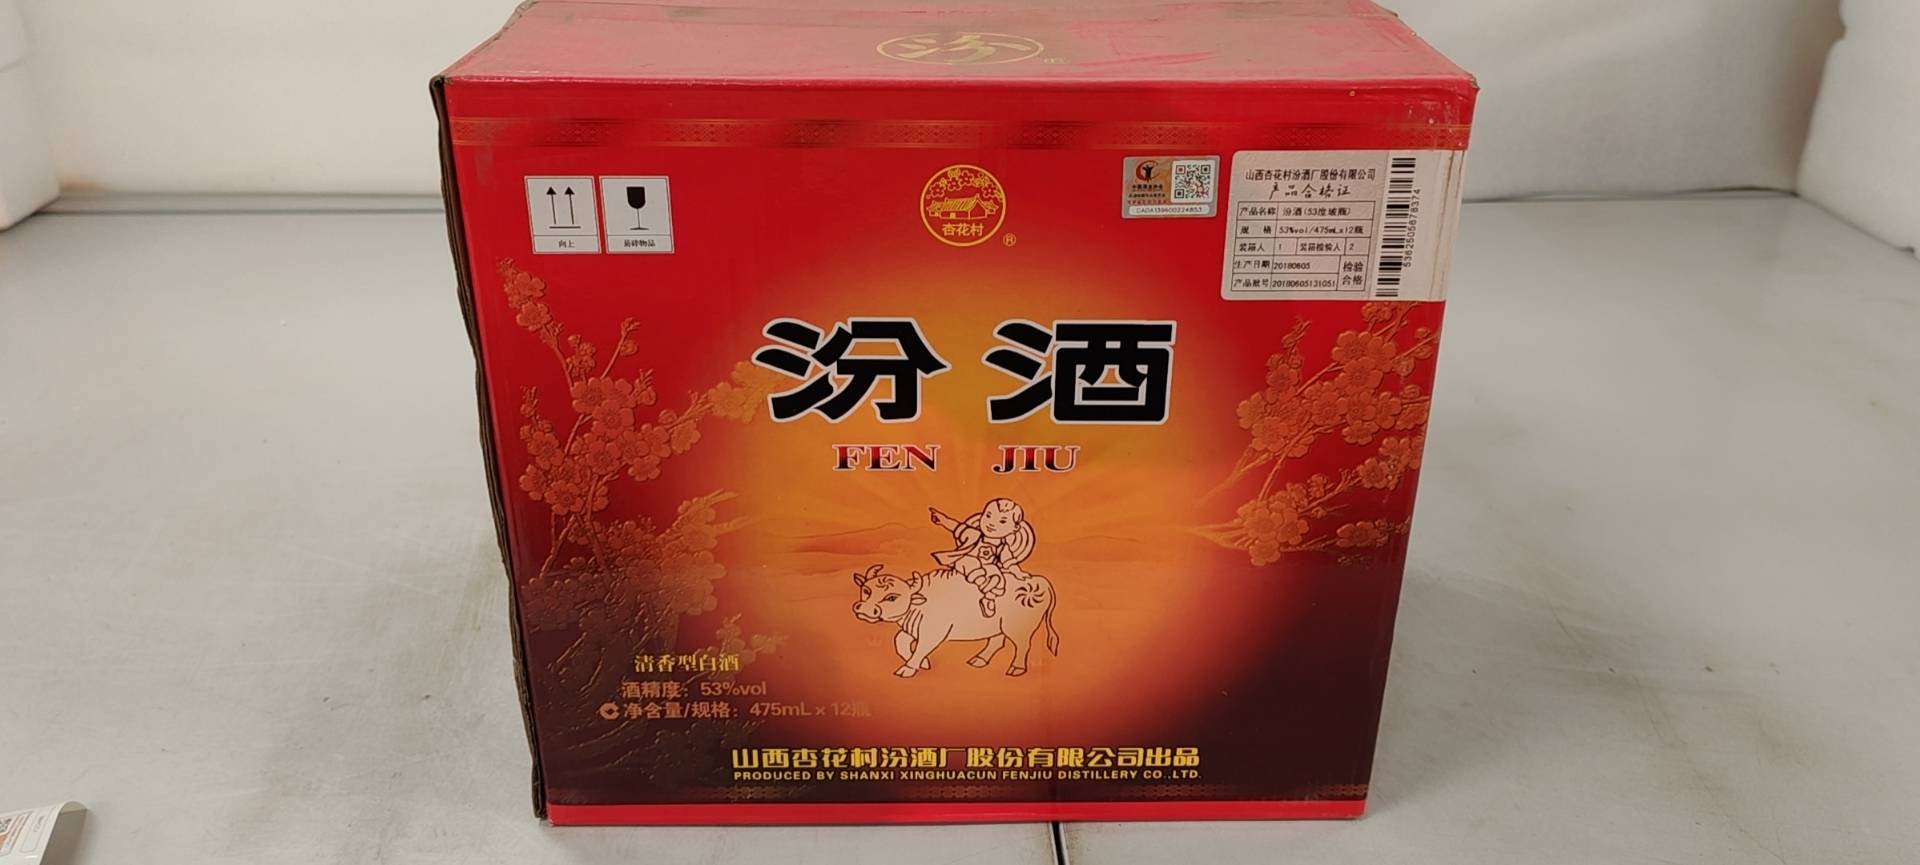 汾
向上
易碎物品
杏花村
®
CADA139600224853
山西杏花村汾酒厂股份有限公司
产品合格证
产品名称 汾酒(53度玻瓶)
规 格 53%vol/475mL×12瓶
装箱人 1 装箱检验人 2
生产日期 20180605 检验
产品批号 20180605131051 合格
汾酒
FEN JIU
清香型白酒
酒精度：53%vol
净含量/规格：475mL×12瓶
山西杏花村汾酒厂股份有限公司出品
PRODUCED BY SHANXI XINGHUACUN FENJIU DISTILLERY CO.,LTD.